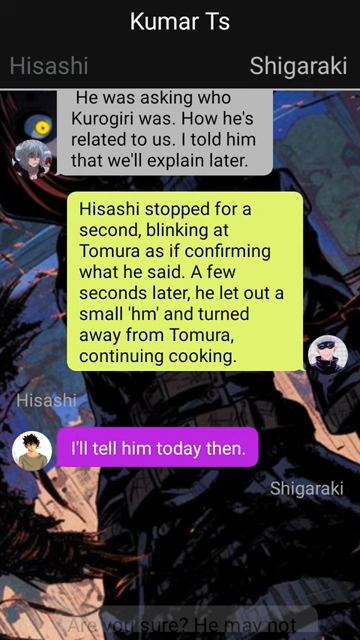 Kumar Ts
Hisashi
Shigaraki
He was asking who
Kurogiri was. How he's
related to us. I told him
that we'll explain later.
Hisashi stopped for a
second, blinking at
Tomura as if confirming
what he said. A few
seconds later, he let out a
small 'hm' and turned
away from Tomura,
continuing cooking.
Hisashi
I'll tell him today then.
Shigaraki
Are you sure? He may not